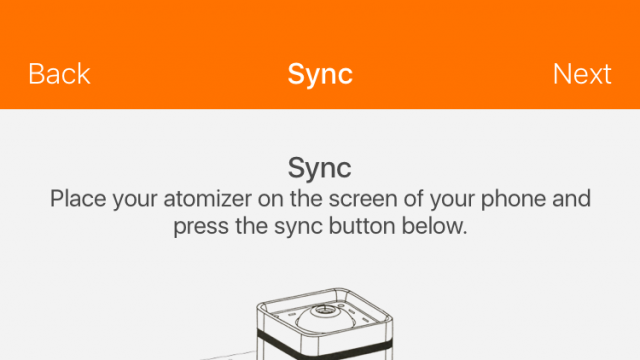 Back Sync Next
Sync
Place your atomizer on the screen of your phone and
press the sync button below.